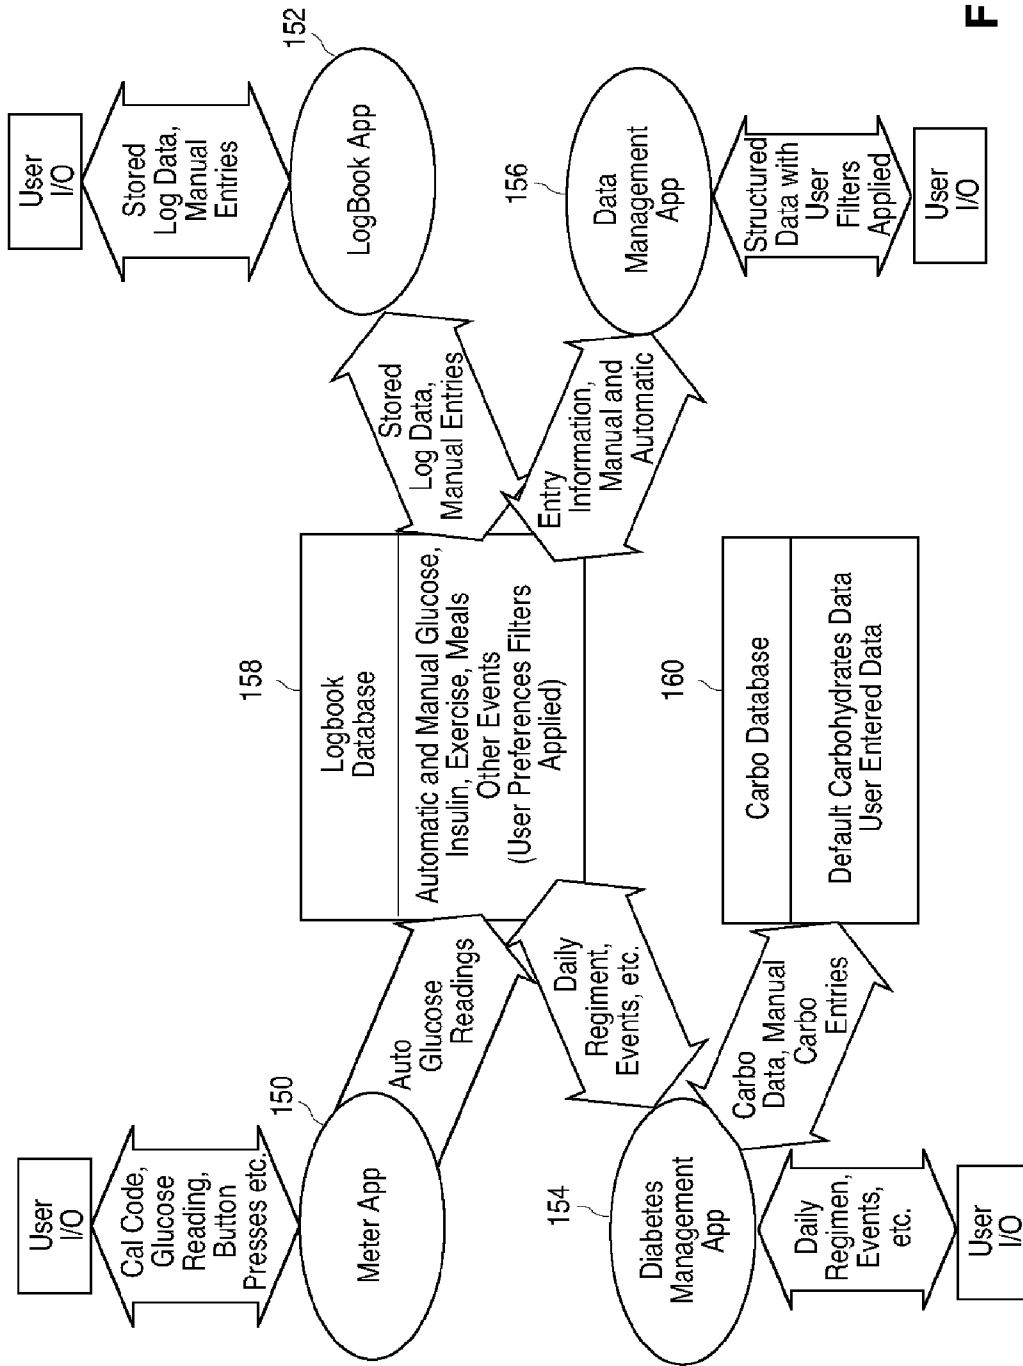 User
I/O
Cal Code,
Glucose
Reading,
Button
Presses etc.
150
Meter App
Auto
Glucose
Readings
158
Logbook
Database
Automatic and Manual Glucose,
Insulin, Exercise, Meals
Other Events
(User Preferences Filters
Applied)
Stored
Log Data,
Manual Entries
152
LogBook App
Stored
Log Data,
Manual
Entries
User
I/O
154
Diabetes
Management
App
Daily
Regimen,
Events,
etc.
User
I/O
Daily
Regiment,
Events, etc.
Carbo
Data, Manual
Carbo
Entries
160
Carbo Database
Default Carbohydrates Data
User Entered Data
Entry
Information,
Manual and
Automatic
156
Data
Management
App
Structured
Data with
User
Filters
Applied
User
I/O
F